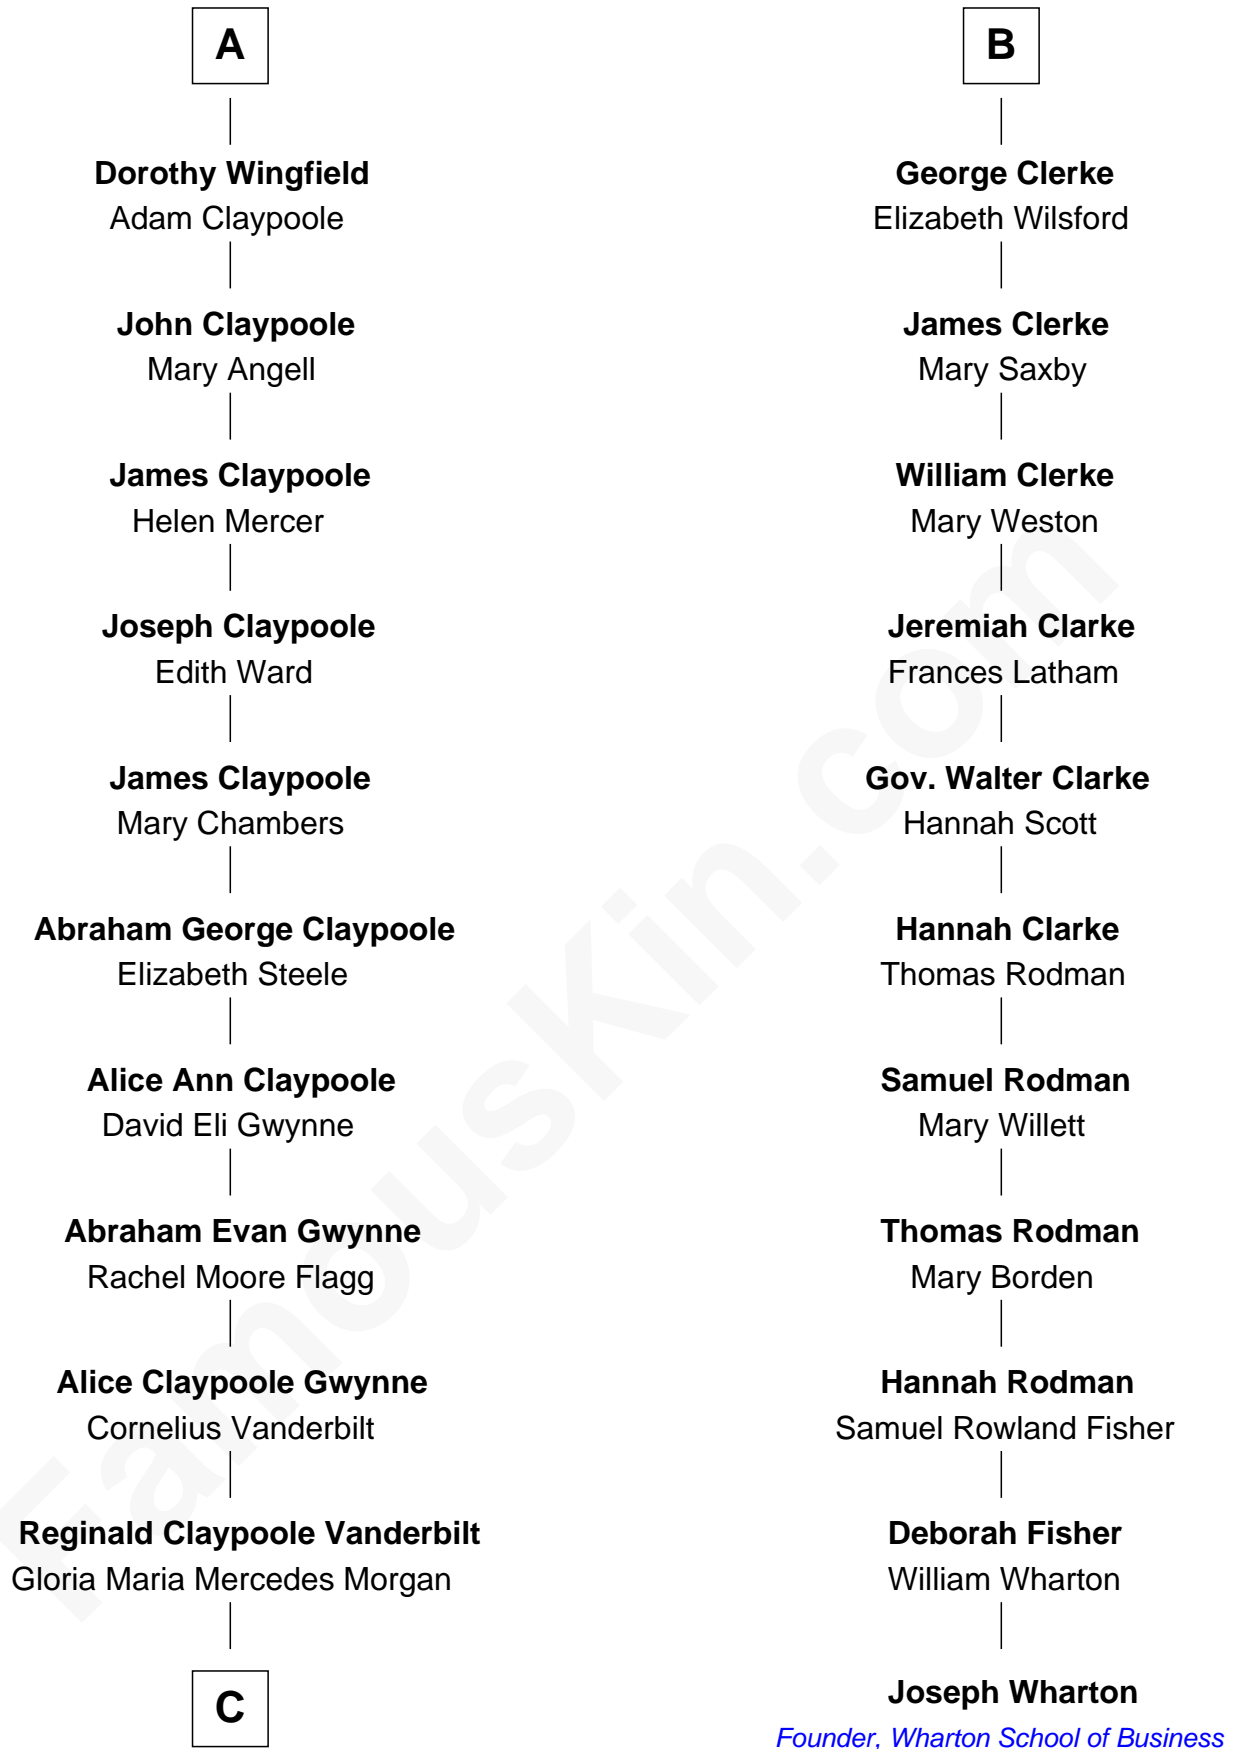 A
Dorothy Wingfield
Adam Claypoole
John Claypoole
Mary Angell
James Claypoole
Helen Mercer
Joseph Claypoole
Edith Ward
James Claypoole
Mary Chambers
Abraham George Claypoole
Elizabeth Steele
Alice Ann Claypoole
David Eli Gwynne
Abraham Evan Gwynne
Rachel Moore Flagg
Alice Claypoole Gwynne
Cornelius Vanderbilt
Reginald Claypoole Vanderbilt
Gloria Maria Mercedes Morgan
C
B
George Clerke
Elizabeth Wilsford
James Clerke
Mary Saxby
William Clerke
Mary Weston
Jeremiah Clarke
Frances Latham
Gov. Walter Clarke
Hannah Scott
Hannah Clarke
Thomas Rodman
Samuel Rodman
Mary Willett
Thomas Rodman
Mary Borden
Hannah Rodman
Samuel Rowland Fisher
Deborah Fisher
William Wharton
Joseph Wharton
Founder, Wharton School of Business
FamousKin.com